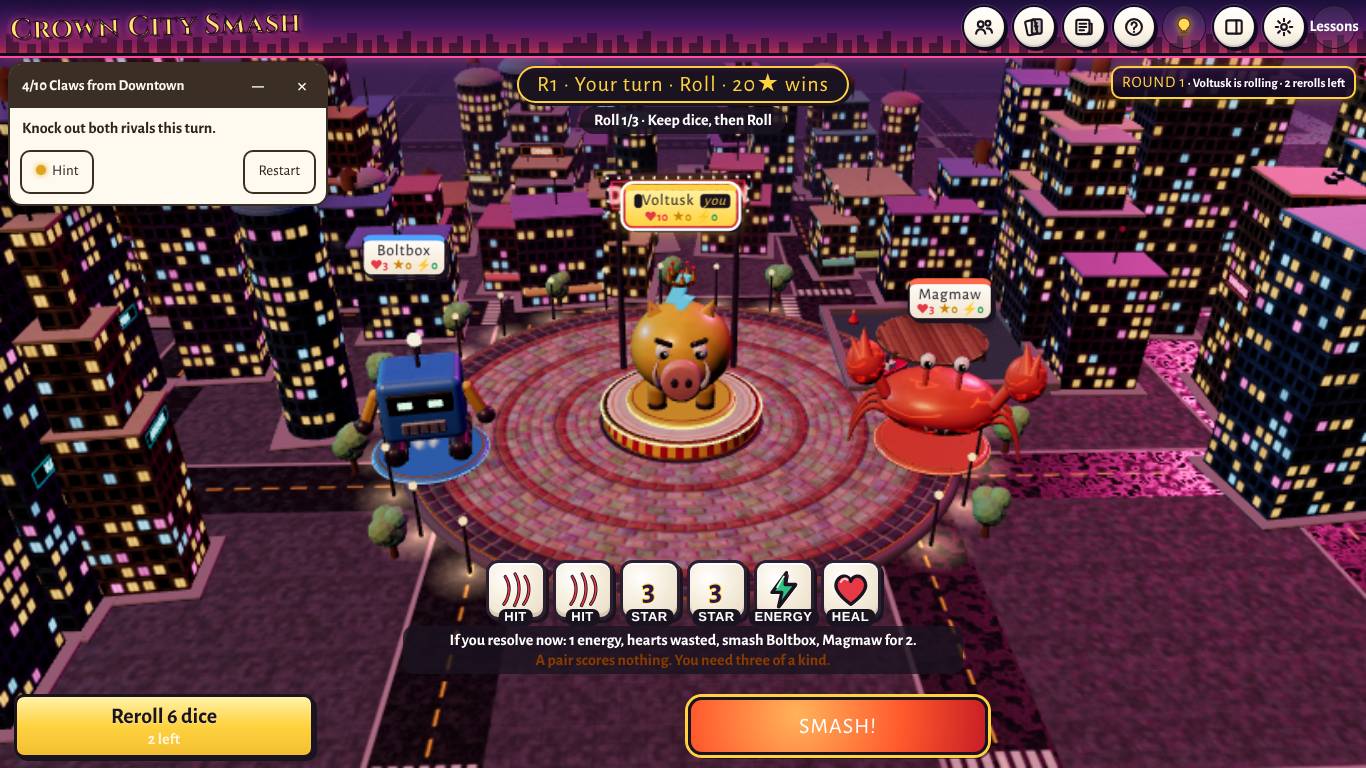 Crown City Smash
Lessons
4/10 Claws from Downtown
Knock out both rivals this turn.
Hint
Restart
R1 · Your turn · Roll · 20★ wins
Roll 1/3 · Keep dice, then Roll
ROUND 1 · Voltusk is rolling · 2 rerolls left
Voltusk you
♥10 ★0 ⚡0
Boltbox
♥3 ★0 ⚡0
Magmaw
♥3 ★0 ⚡0
3 3
HIT HIT STAR STAR ENERGY HEAL
If you resolve now: 1 energy, hearts wasted, smash Boltbox, Magmaw for 2.
A pair scores nothing. You need three of a kind.
Reroll 6 dice
2 left
SMASH!